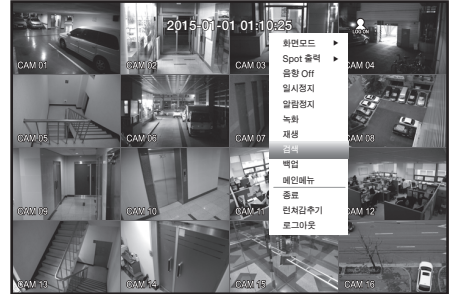 2015-01-01 01:10:25
LOG ON
CAM 01
CAM 02
CAM 03
CAM 04
화면모드 ▶
Spot 출력 ▶
음향 Off
일시정지
알람정지
녹화
재생
검색
백업
메인메뉴
종료
런처감추기
로그아웃
CAM 05
CAM 06
CAM 07
CAM 08
CAM 09
CAM 10
CAM 11
CAM 12
CAM 13
CAM 14
CAM 15
CAM 16